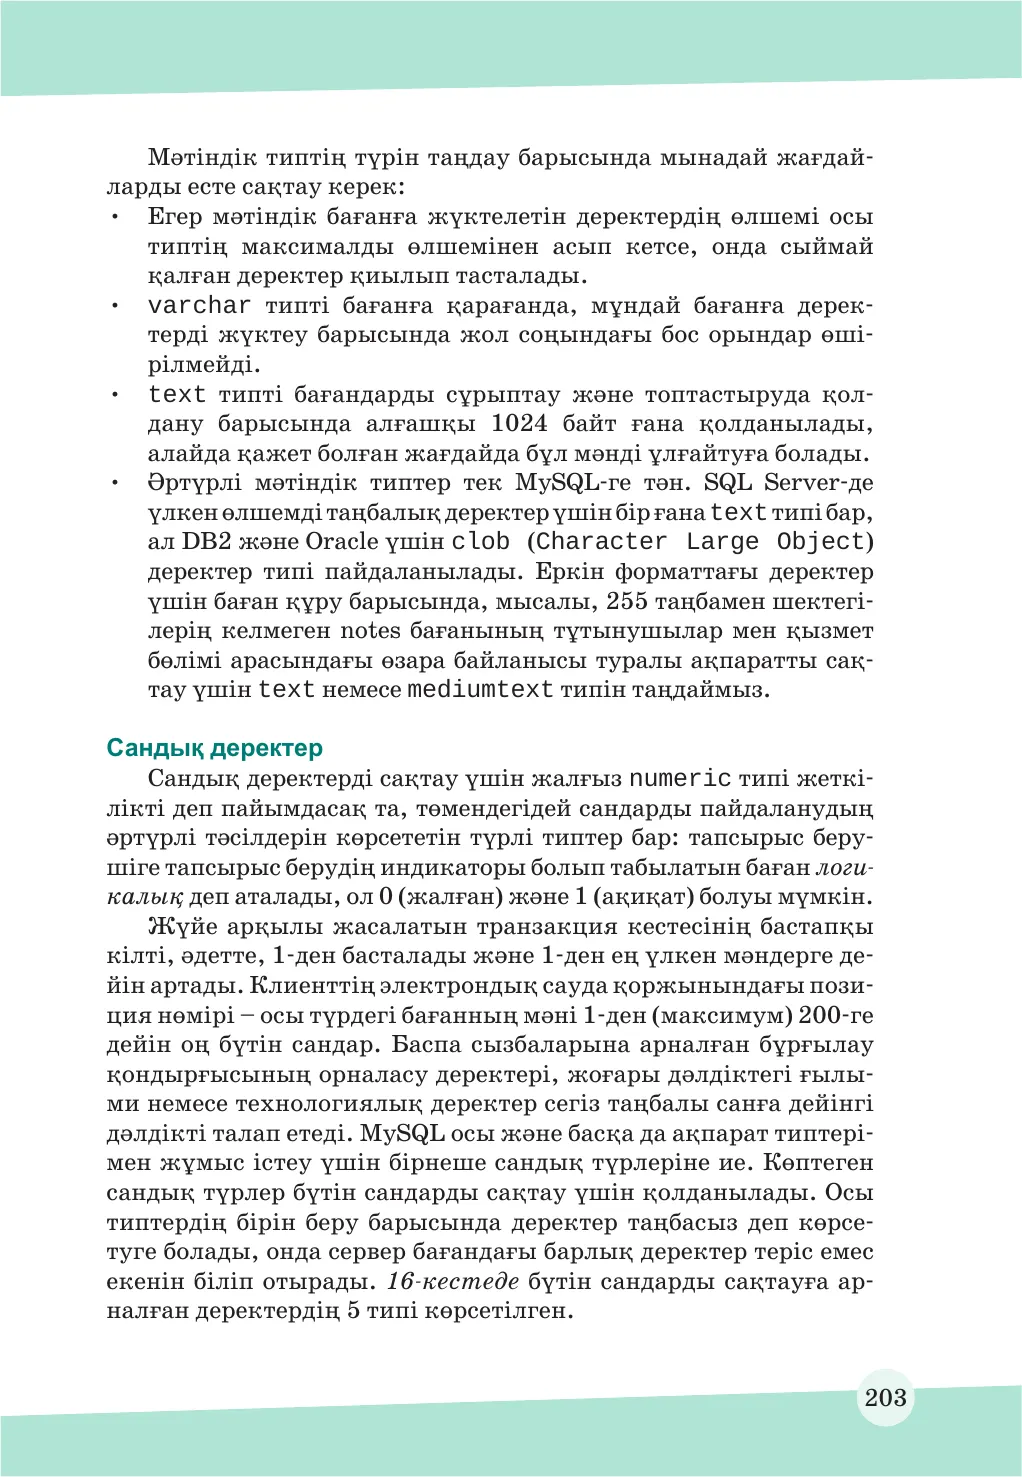 Мәтіндік типтің түрін таңдау барысында мынадай жағдай-
ларды есте сақтау керек:
• Егер мәтіндік бағанға жүктелетін деректердің өлшемі осы
типтің максималды өлшемінен асып кетсе, онда сыймай
қалған деректер қиылып тасталады.
• varchar типті бағанға қарағанда, мұндай бағанға дерек-
терді жүктеу барысында жол соңындағы бос орындар өші-
рілмейді.
• text типті бағандарды сұрыптау және топтастыруда қол-
дану барысында алғашқы 1024 байт ғана қолданылады,
алайда қажет болған жағдайда бұл мәнді ұлғайтуға болады.
• Әртүрлі мәтіндік типтер тек MySQL-ге тән. SQL Server-де
үлкен өлшемді таңбалық деректер үшін бір ғана text типі бар,
ал DB2 және Oracle үшін clob (Character Large Object)
деректер типі пайдаланылады. Еркін форматтағы деректер
үшін баған құру барысында, мысалы, 255 таңбамен шектегі-
лерің келмеген notes бағанының тұтынушылар мен қызмет
бөлімі арасындағы өзара байланысы туралы ақпаратты сақ-
тау үшін text немесе mediumtext типін таңдаймыз.
Сандық деректер
Сандық деректерді сақтау үшін жалғыз numeric типі жеткі-
лікті деп пайымдасақ та, төмендегідей сандарды пайдаланудың
әртүрлі тәсілдерін көрсететін түрлі типтер бар: тапсырыс беру-
шіге тапсырыс берудің индикаторы болып табылатын баған логи-
калық деп аталады, ол 0 (жалған) және 1 (ақиқат) болуы мүмкін.
Жүйе арқылы жасалатын транзакция кестесінің бастапқы
кілті, әдетте, 1-ден басталады және 1-ден ең үлкен мәндерге де-
йін артады. Клиенттің электрондық сауда қоржынындағы пози-
ция нөмірі – осы түрдегі бағанның мәні 1-ден (максимум) 200-ге
дейін оң бүтін сандар. Баспа сызбаларына арналған бұрғылау
қондырғысының орналасу деректері, жоғары дәлдіктегі ғылы-
ми немесе технологиялық деректер сегіз таңбалы санға дейінгі
дәлдікті талап етеді. MySQL осы және басқа да ақпарат типтері-
мен жұмыс істеу үшін бірнеше сандық түрлеріне ие. Көптеген
сандық түрлер бүтін сандарды сақтау үшін қолданылады. Осы
типтердің бірін беру барысында деректер таңбасыз деп көрсе-
туге болады, онда сервер бағандағы барлық деректер теріс емес
екенін біліп отырады. 16-кестеде бүтін сандарды сақтауға ар-
налған деректердің 5 типі көрсетілген.
203